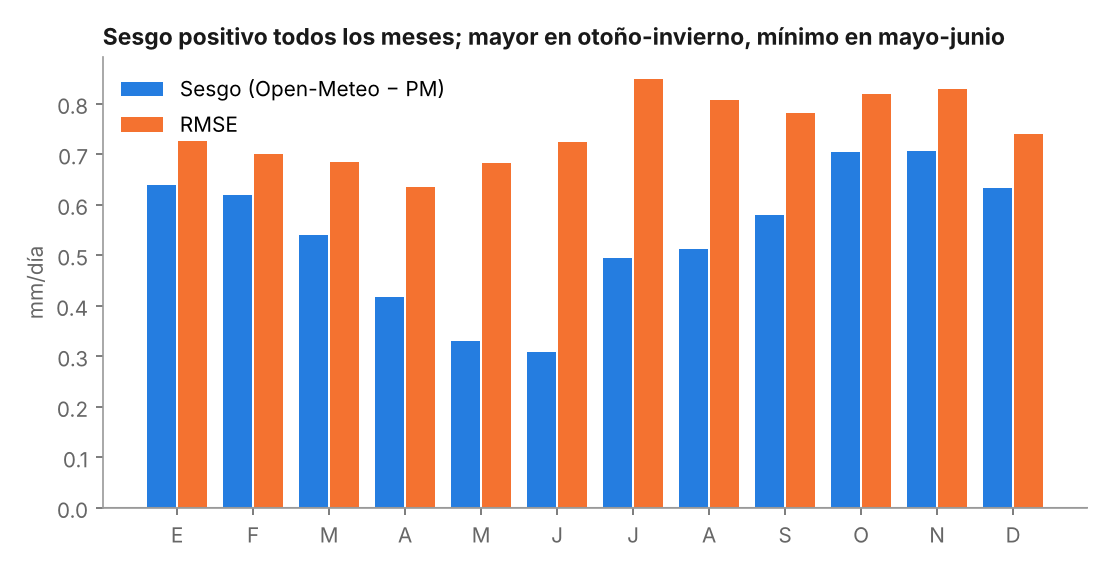 Sesgo positivo todos los meses; mayor en otoño-invierno, mínimo en mayo-junio
Sesgo (Open-Meteo − PM)
RMSE
mm/día
0.8
0.7
0.6
0.5
0.4
0.3
0.2
0.1
0.0
E F M A M J J A S O N D